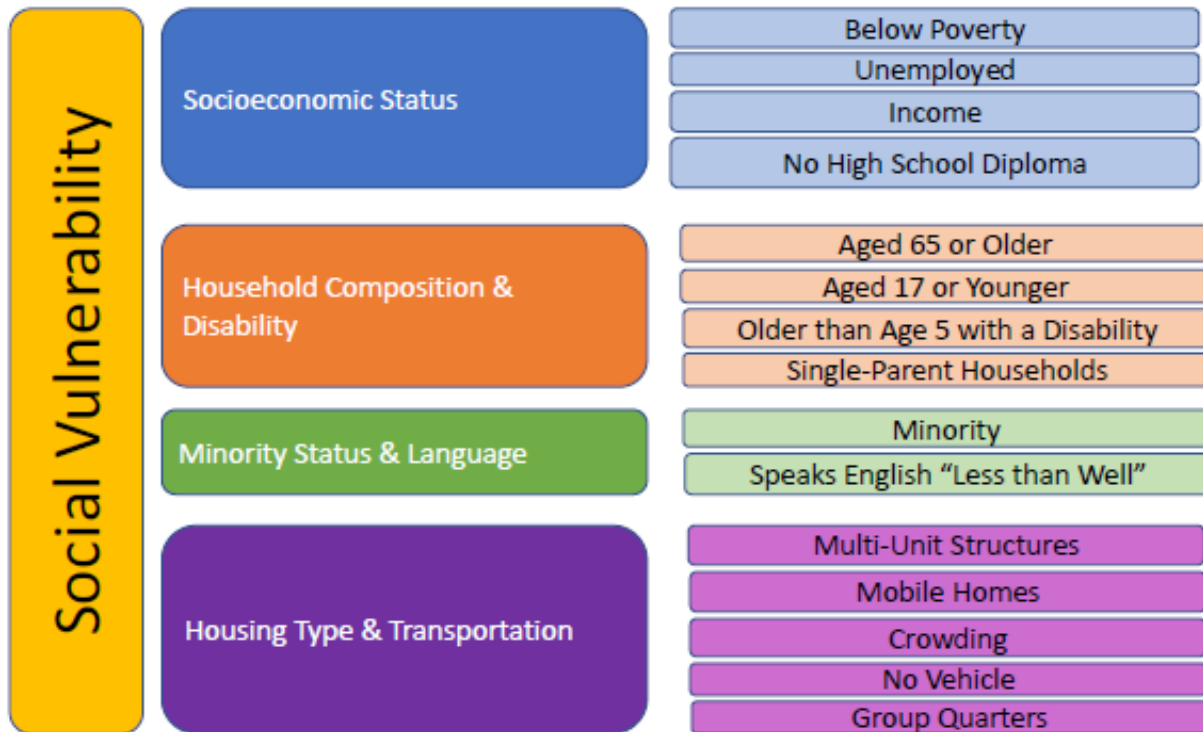 Social Vulnerability
Socioeconomic Status
Below Poverty
Unemployed
Income
No High School Diploma
Household Composition &
Disability
Aged 65 or Older
Aged 17 or Younger
Older than Age 5 with a Disability
Single-Parent Households
Minority Status & Language
Minority
Speaks English “Less than Well”
Housing Type & Transportation
Multi-Unit Structures
Mobile Homes
Crowding
No Vehicle
Group Quarters